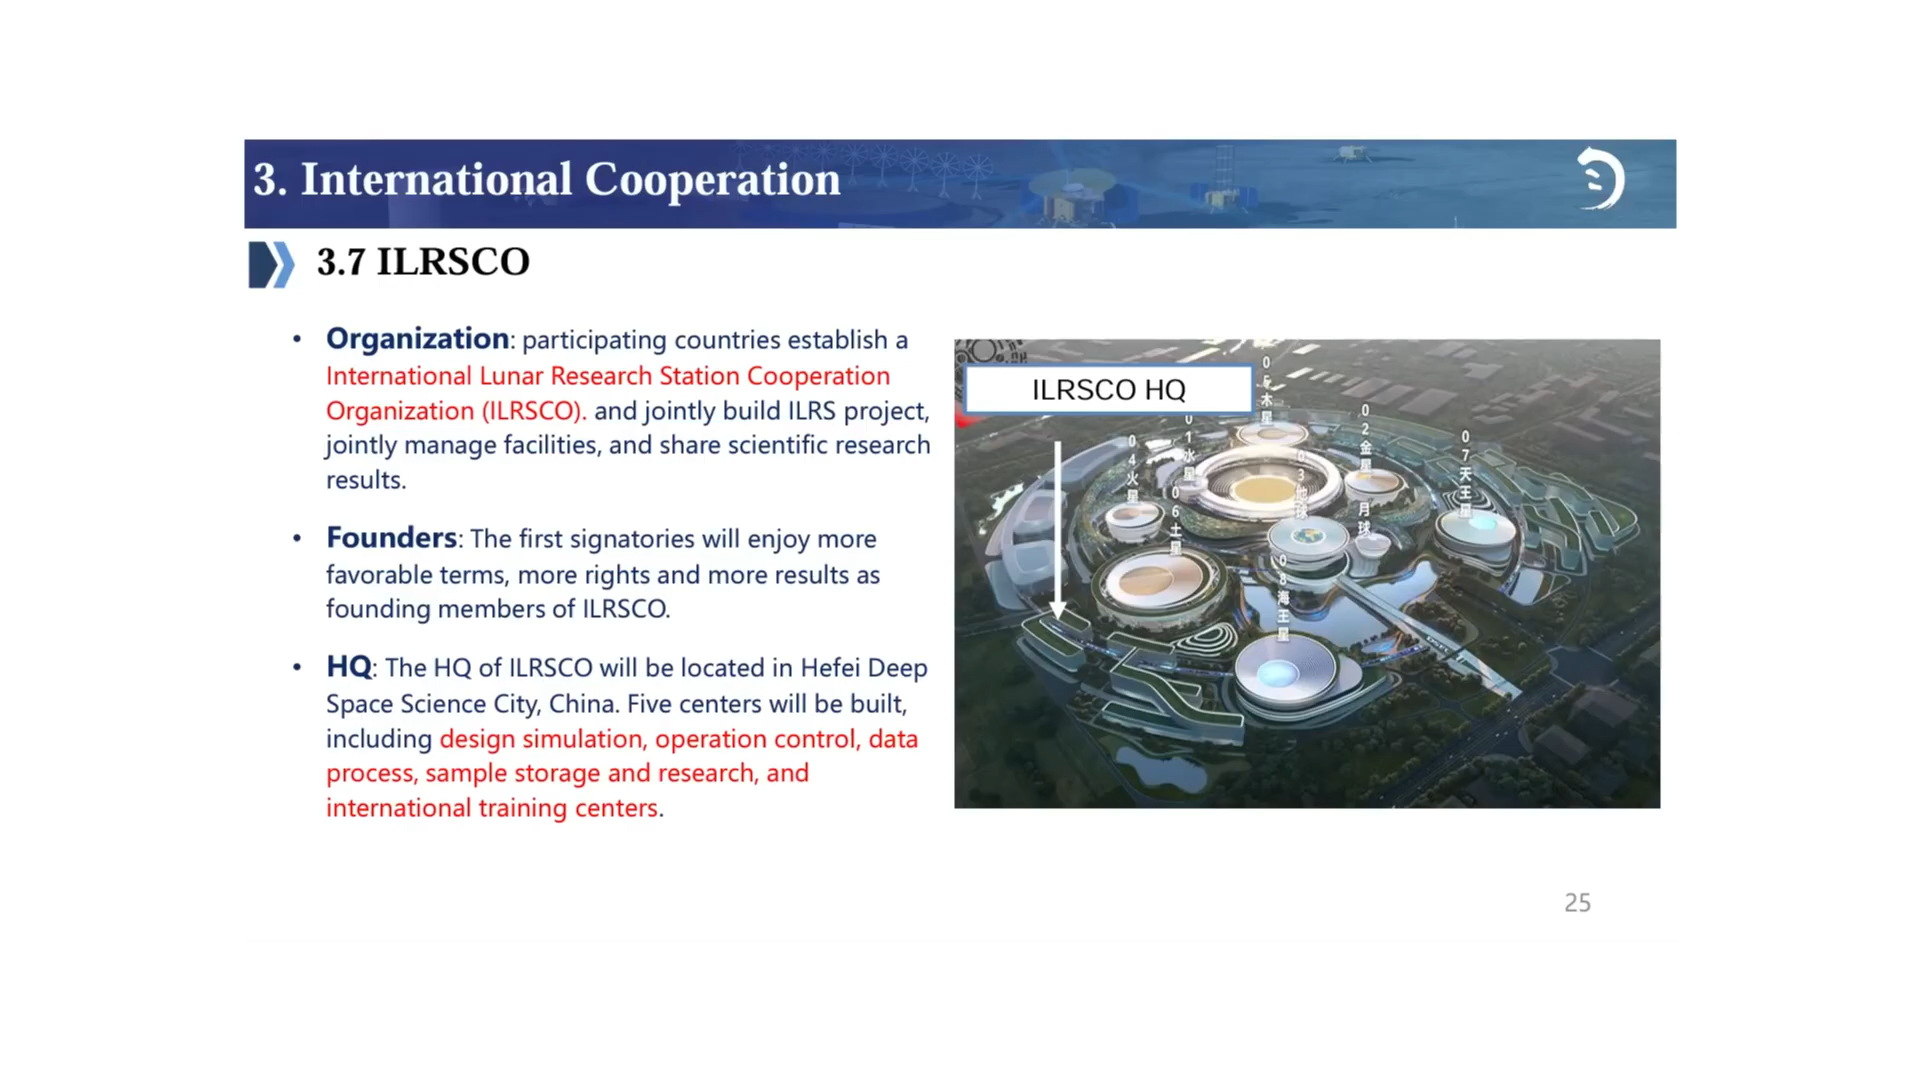 3. International Cooperation
3.7 ILRSCO
• Organization: participating countries establish a
International Lunar Research Station Cooperation
Organization (ILRSCO). and jointly build ILRS project,
jointly manage facilities, and share scientific research
results.
• Founders: The first signatories will enjoy more
favorable terms, more rights and more results as
founding members of ILRSCO.
• HQ: The HQ of ILRSCO will be located in Hefei Deep
Space Science City, China. Five centers will be built,
including design simulation, operation control, data
process, sample storage and research, and
international training centers.
ILRSCO HQ
05木星
01水星
02金星
04火星
07天王星
03地球
06土星
月球
08海王星
25